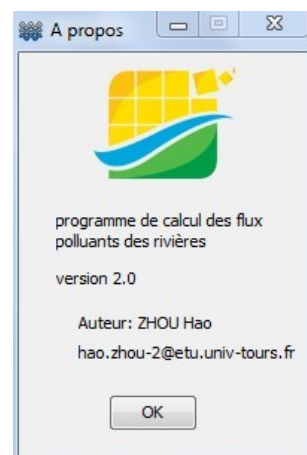 A propos
programme de calcul des flux
polluants des rivières
version 2.0
Auteur: ZHOU Hao
hao.zhou-2@etu.univ-tours.fr
OK